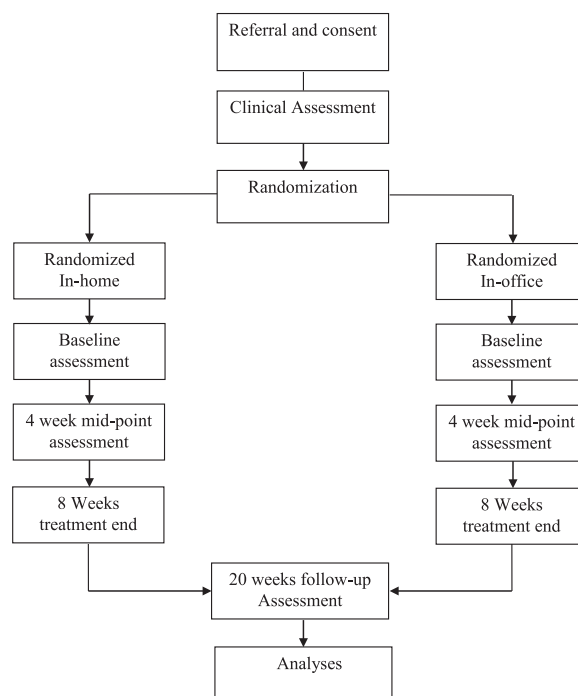 Referral and consent
Clinical Assessment
Randomization
Randomized
In-home
Randomized
In-office
Baseline
assessment
Baseline
assessment
4 week mid-point
assessment
4 week mid-point
assessment
8 Weeks
treatment end
8 Weeks
treatment end
20 weeks follow-up
Assessment
Analyses